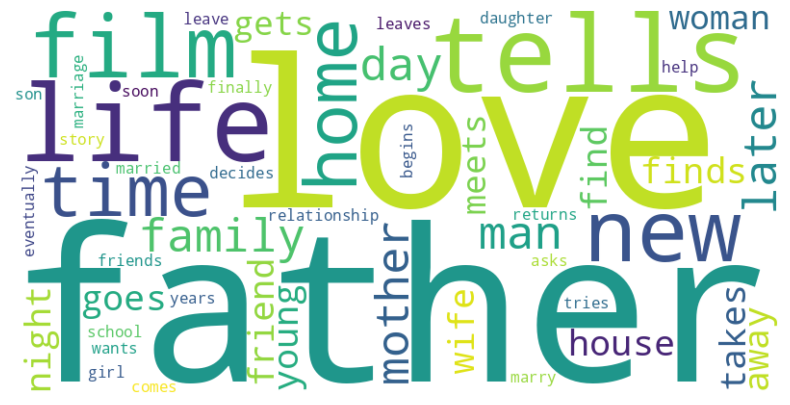 film
leave
gets
home
leaves
daughter
woman
day
tells
help
son
marriage
soon
finally
life
love
story
married
decides
begins
meets
find
finds
later
time
eventually
relationship
returns
new
family
man
father
friends
asks
night
goes
years
friend
young
mother
wife
tries
house
takes
away
school
wants
girl
comes
marry